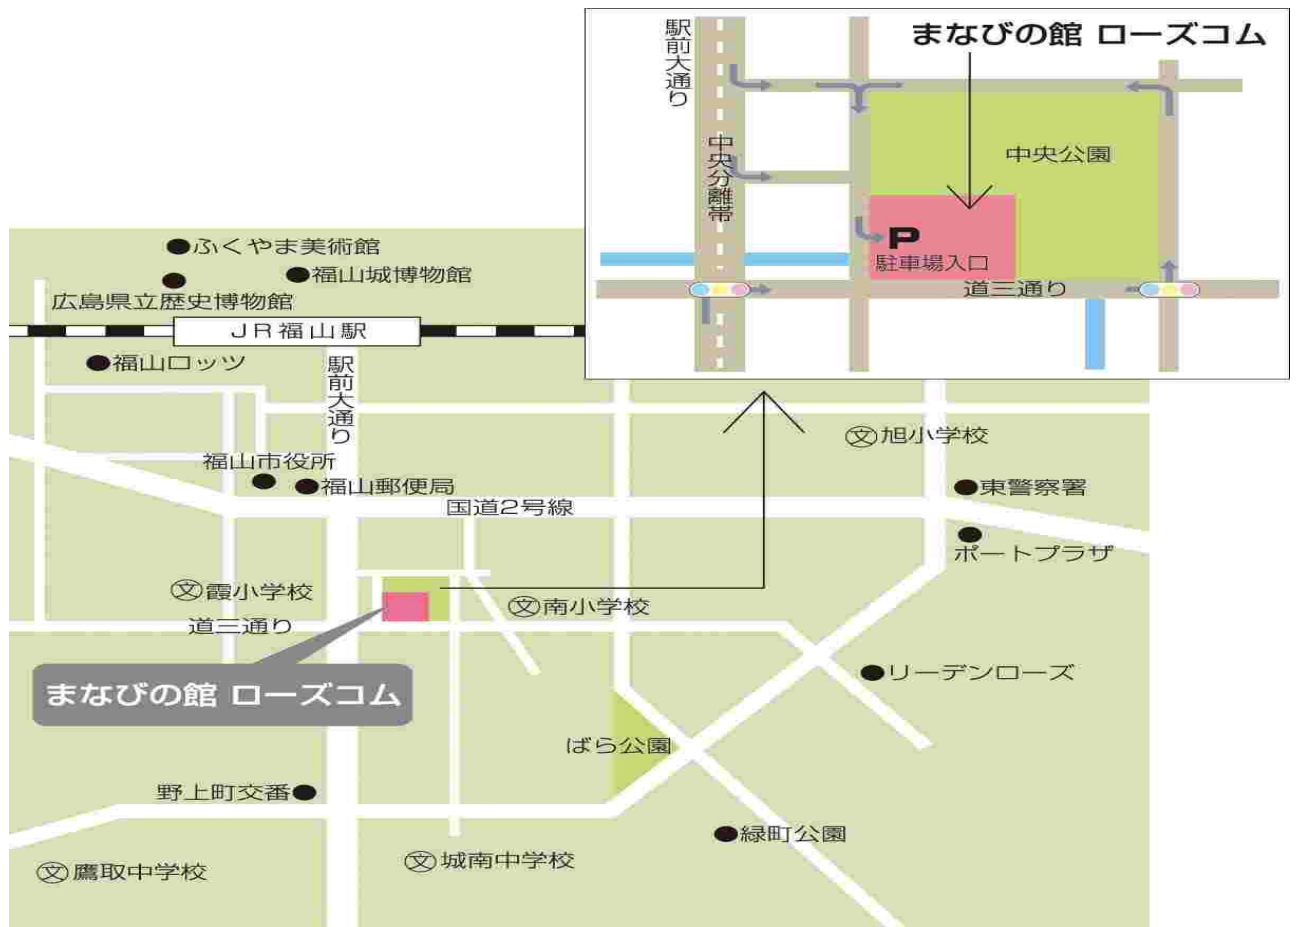 まなびの館 ローズコム
駅前大通り
中央分離帯
中央公園
P
駐車場入口
道三通り
ふくやま美術館
福山城博物館
広島県立歴史博物館
JR福山駅
福山ロッツ
駅前大通り
文旭小学校
福山市役所
福山郵便局
東警察署
国道2号線
ポートプラザ
文霞小学校
文南小学校
道三通り
リーデンローズ
まなびの館 ローズコム
ばら公園
野上町交番
緑町公園
文城南中学校
文鷹取中学校